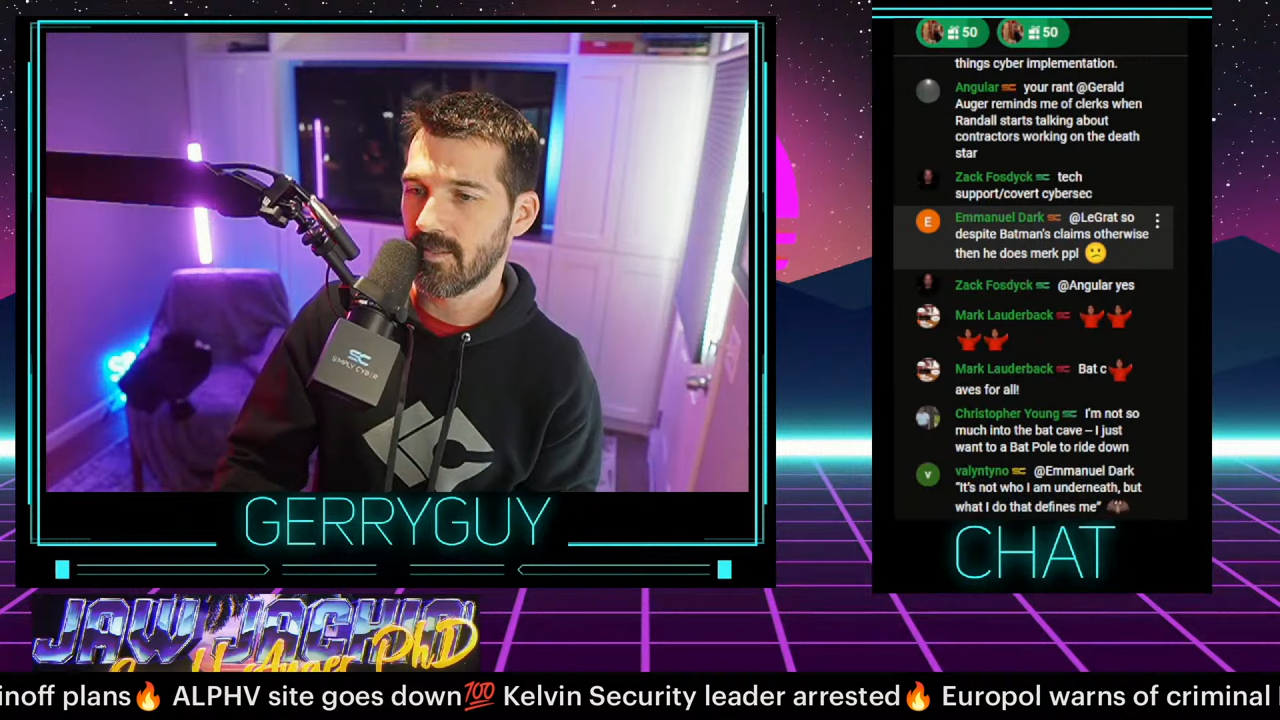 50 50
things cyber implementation.
Angular your rant @Gerald
Auger reminds me of clerks when
Randall starts talking about
contractors working on the death
star
Zack Fosdyck tech
support/covert cybersec
E Emmanuel Dark @LeGrat so
despite Batman's claims otherwise
then he does merk ppl
Zack Fosdyck @Angular yes
Mark Lauderback
Mark Lauderback Bat c
aves for all!
Christopher Young I'm not so
much into the bat cave – I just
want to a Bat Pole to ride down
v valyntyno @Emmanuel Dark
“It's not who I am underneath, but
what I do that defines me”
SC
SIMPLY CYBER
GERRYGUY
CHAT
JAWJACKIN'
Gerald Auger PhD
inoff plans🔥 ALPHV site goes down💯 Kelvin Security leader arrested🔥 Europol warns of criminal